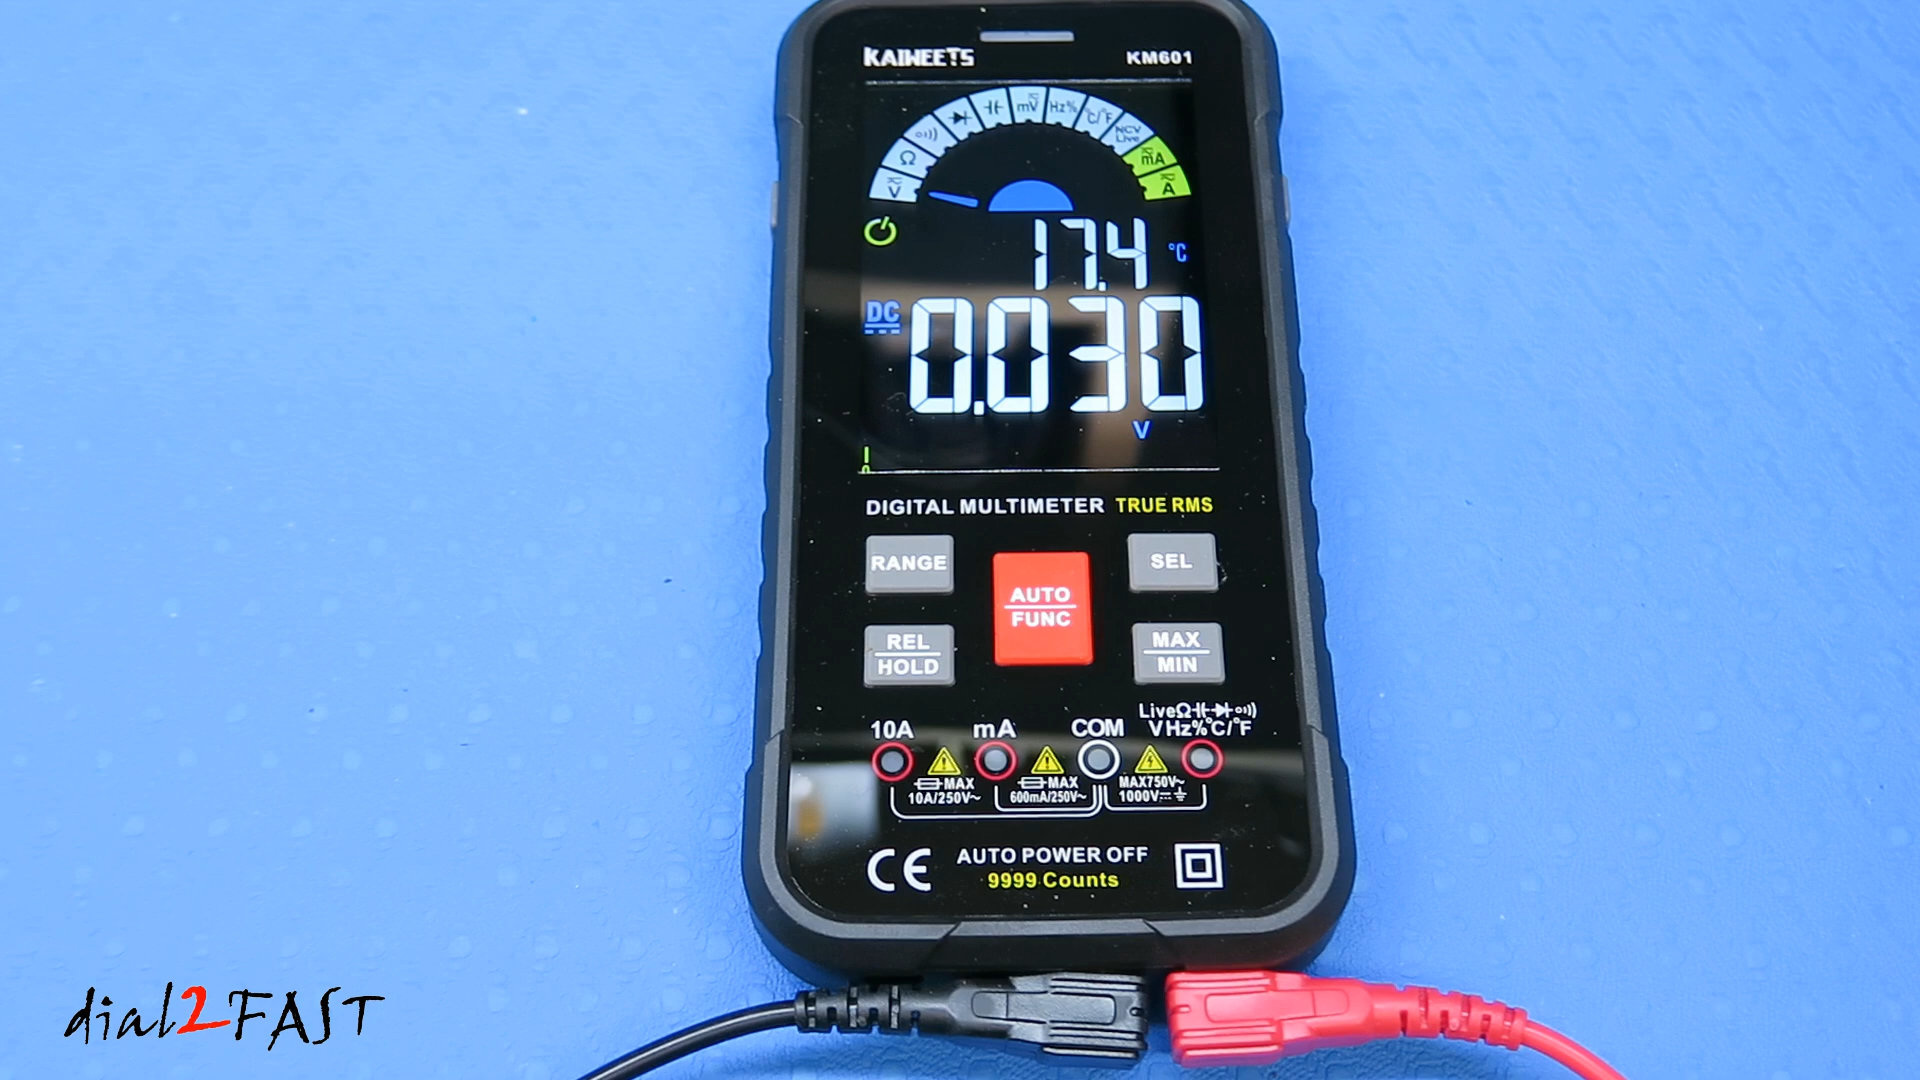 KAIWEETS KM601
V Ω mV Hz% °C/°F NCV Live mA A
17.4 °C
DC 0.030
V
DIGITAL MULTIMETER TRUE RMS
RANGE SEL
AUTO
FUNC
REL
HOLD
MAX
MIN
LiveΩ
10A mA COM VHz%°C/°F
MAX
10A/250V~
MAX
600mA/250V~
MAX750V~
1000V
CE AUTO POWER OFF
9999 Counts
dial2FAST